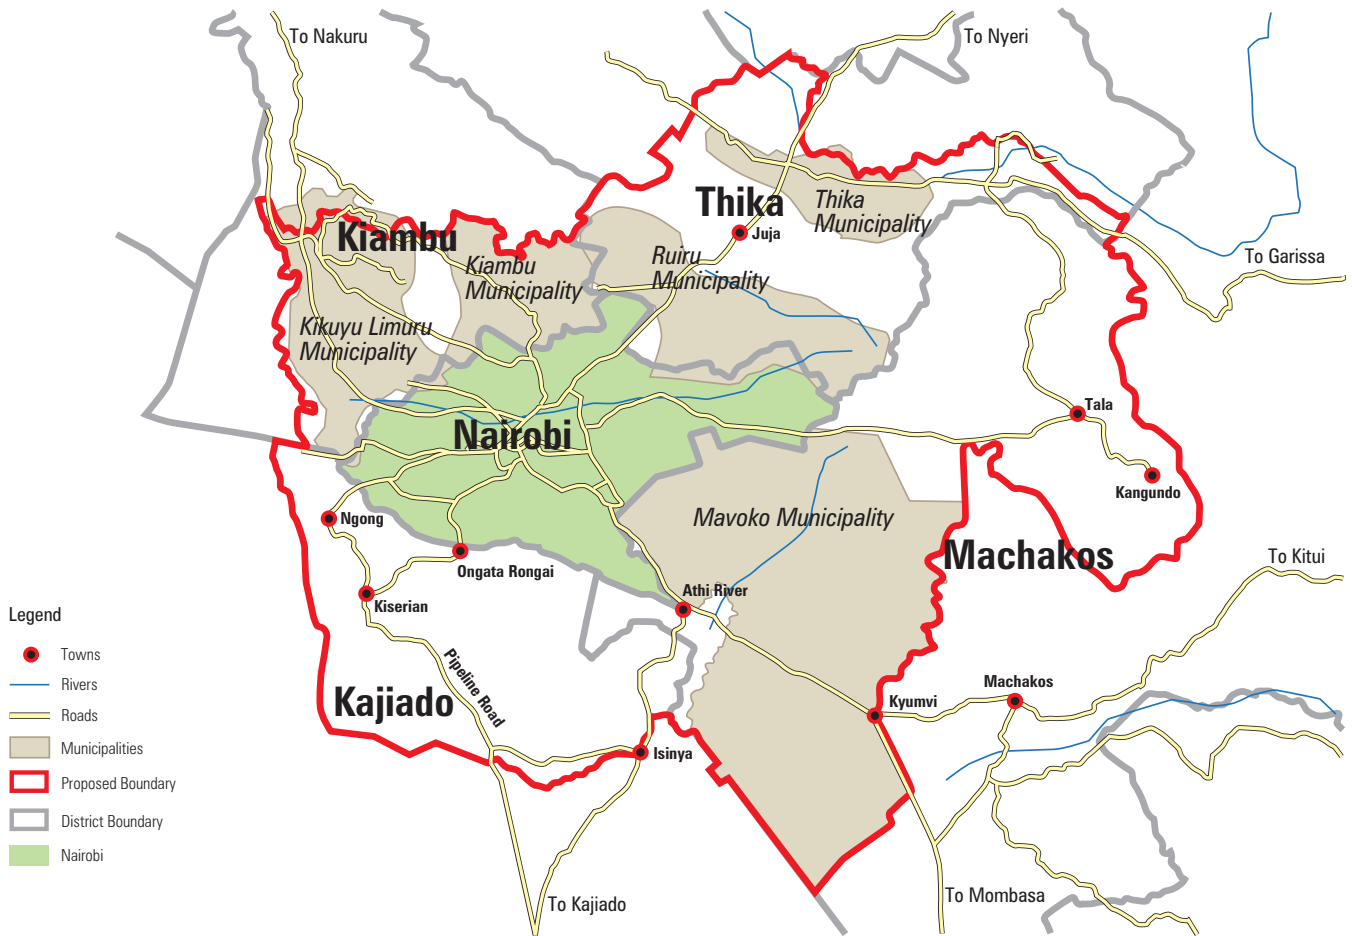 To Nakuru
To Nyeri
Thika
Thika
Municipality
Juja
Kiambu
Kiambu
Municipality
Ruiru
Municipality
To Garissa
Kikuyu Limuru
Municipality
Tala
Nairobi
Kangundo
Ngong
Mavoko Municipality
Machakos
Ongata Rongai
To Kitui
Kiserian
Athi River
Legend
Towns
Rivers
Roads
Municipalities
Proposed Boundary
District Boundary
Nairobi
Pipeline Road
Kajiado
Machakos
Kyumvi
Isinya
To Kajiado
To Mombasa